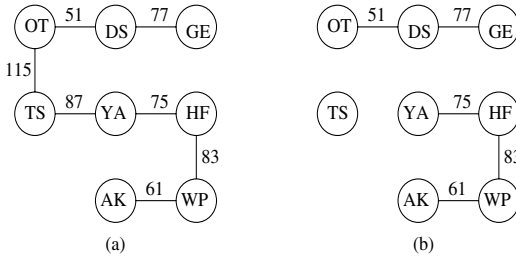 OT 51 DS 77 GE
115
TS 87 YA 75 HF
83
AK 61 WP
(a)
OT 51 DS 77 GE
TS YA 75 HF
83
AK 61 WP
(b)